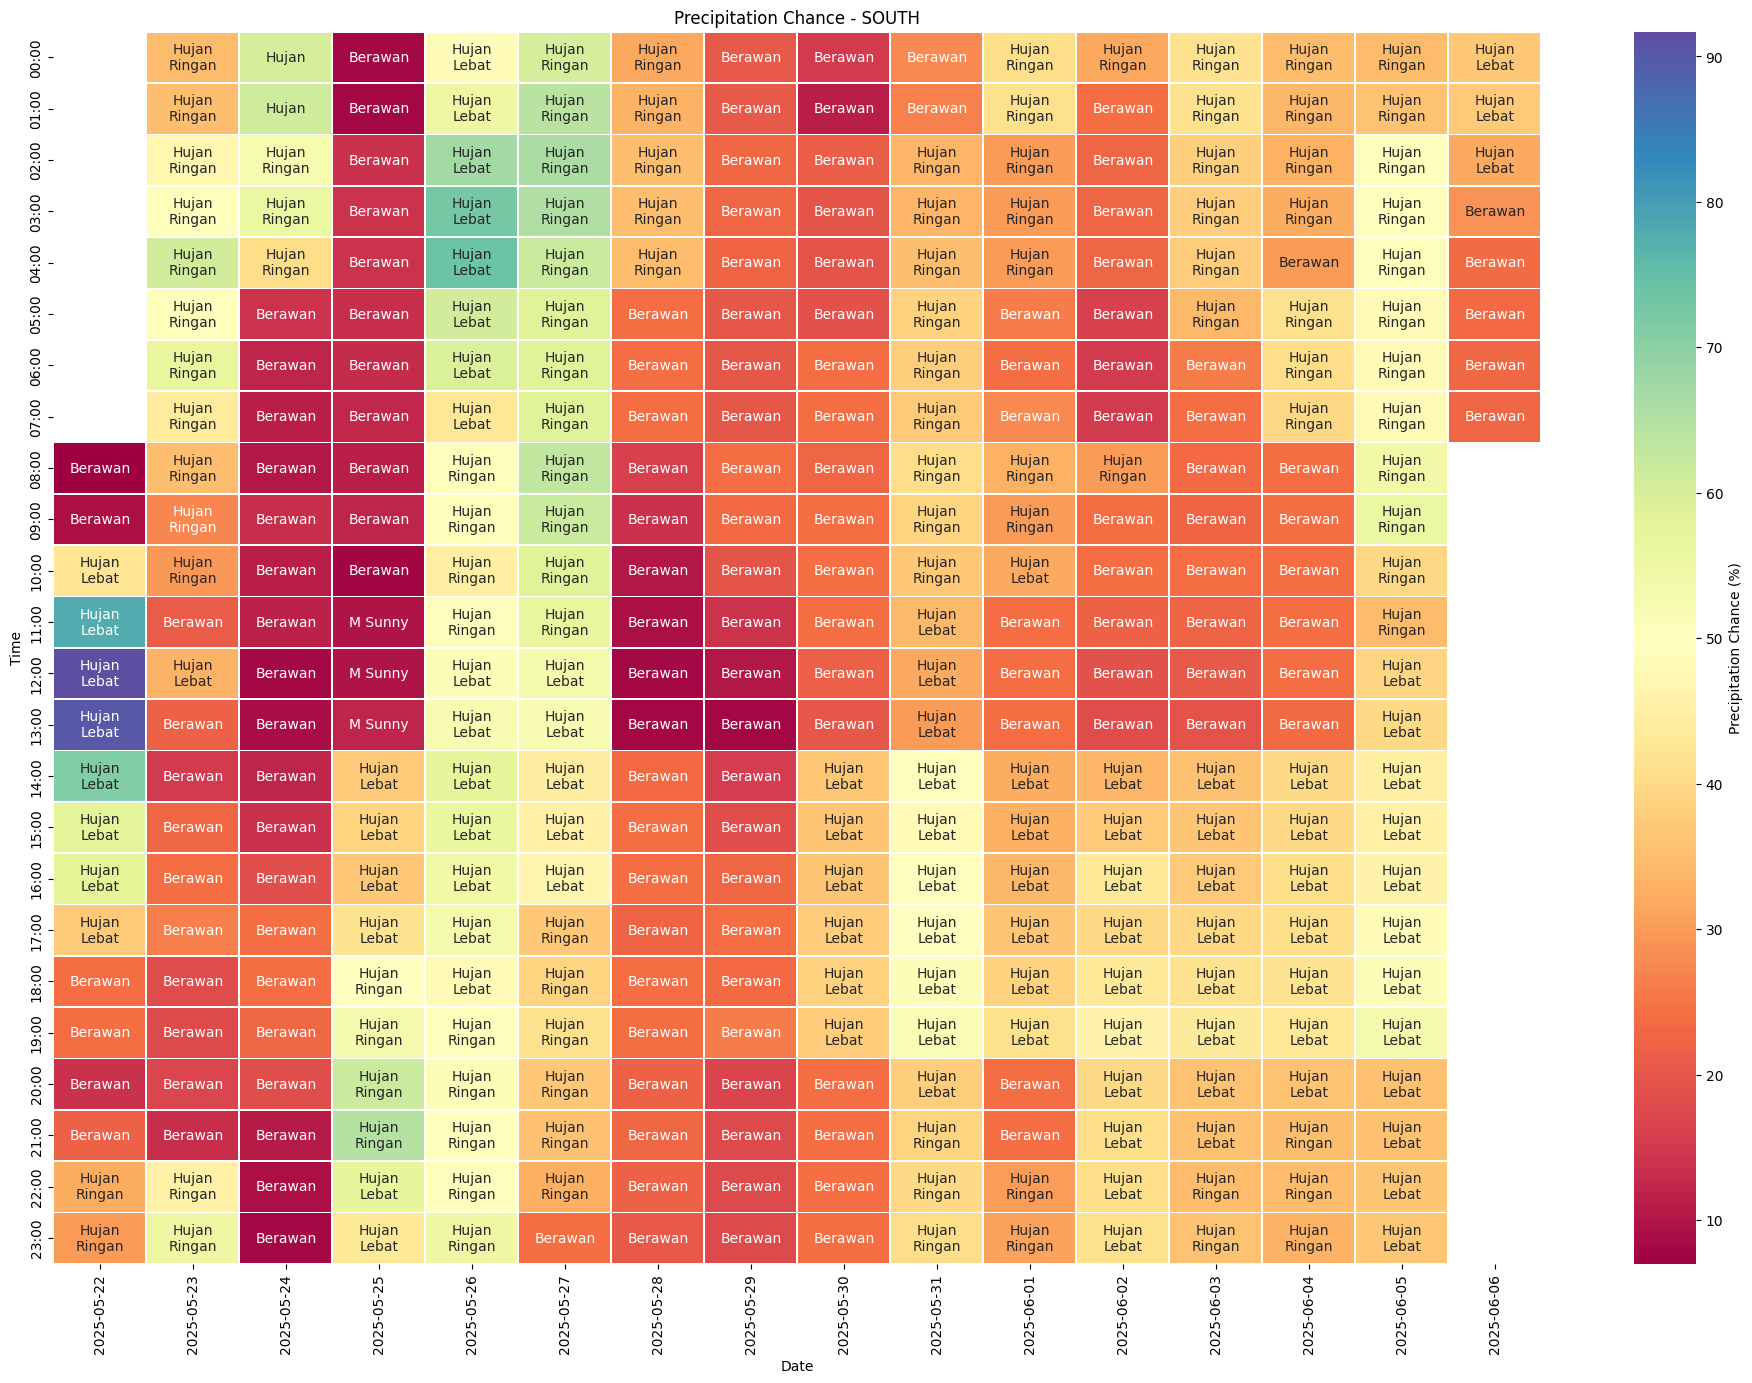 Precipitation Chance - SOUTH
00:00 Hujan Ringan Hujan Berawan Hujan Lebat Hujan Ringan Hujan Ringan Berawan Berawan Berawan Hujan Ringan Hujan Ringan Hujan Ringan Hujan Ringan Hujan Ringan Hujan Lebat
01:00 Hujan Ringan Hujan Berawan Hujan Lebat Hujan Ringan Hujan Ringan Berawan Berawan Berawan Hujan Ringan Berawan Hujan Ringan Hujan Ringan Hujan Ringan Hujan Lebat
02:00 Hujan Ringan Hujan Ringan Berawan Hujan Lebat Hujan Ringan Hujan Ringan Berawan Berawan Hujan Ringan Hujan Ringan Berawan Hujan Ringan Hujan Ringan Hujan Ringan Hujan Lebat
03:00 Hujan Ringan Hujan Ringan Berawan Hujan Lebat Hujan Ringan Hujan Ringan Berawan Berawan Hujan Ringan Hujan Ringan Berawan Hujan Ringan Hujan Ringan Hujan Ringan Berawan
04:00 Hujan Ringan Hujan Ringan Berawan Hujan Lebat Hujan Ringan Hujan Ringan Berawan Berawan Hujan Ringan Hujan Ringan Berawan Hujan Ringan Berawan Hujan Ringan Berawan
05:00 Hujan Ringan Berawan Berawan Hujan Lebat Hujan Ringan Berawan Berawan Berawan Hujan Ringan Berawan Berawan Hujan Ringan Hujan Ringan Hujan Ringan Berawan
06:00 Hujan Ringan Berawan Berawan Hujan Lebat Hujan Ringan Berawan Berawan Berawan Hujan Ringan Berawan Berawan Berawan Hujan Ringan Hujan Ringan Berawan
07:00 Hujan Ringan Berawan Berawan Hujan Lebat Hujan Ringan Berawan Berawan Berawan Hujan Ringan Berawan Berawan Berawan Hujan Ringan Hujan Ringan Berawan
08:00 Berawan Hujan Ringan Berawan Berawan Hujan Ringan Hujan Ringan Berawan Berawan Berawan Hujan Ringan Hujan Ringan Hujan Ringan Berawan Berawan Hujan Ringan
09:00 Berawan Hujan Ringan Berawan Berawan Hujan Ringan Hujan Ringan Berawan Berawan Berawan Hujan Ringan Hujan Ringan Berawan Berawan Berawan Hujan Ringan
10:00 Hujan Lebat Hujan Ringan Berawan Berawan Hujan Ringan Hujan Ringan Berawan Berawan Berawan Hujan Ringan Hujan Lebat Berawan Berawan Berawan Hujan Ringan
11:00 Hujan Lebat Berawan Berawan M Sunny Hujan Ringan Hujan Ringan Berawan Berawan Berawan Hujan Lebat Berawan Berawan Berawan Berawan Hujan Ringan
12:00 Hujan Lebat Hujan Lebat Berawan M Sunny Hujan Lebat Hujan Lebat Berawan Berawan Berawan Hujan Lebat Berawan Berawan Berawan Berawan Hujan Lebat
13:00 Hujan Lebat Berawan Berawan M Sunny Hujan Lebat Hujan Lebat Berawan Berawan Berawan Hujan Lebat Berawan Berawan Berawan Berawan Hujan Lebat
14:00 Hujan Lebat Berawan Berawan Hujan Lebat Hujan Lebat Hujan Lebat Berawan Berawan Hujan Lebat Hujan Lebat Hujan Lebat Hujan Lebat Hujan Lebat Hujan Lebat Hujan Lebat
15:00 Hujan Lebat Berawan Berawan Hujan Lebat Hujan Lebat Hujan Lebat Berawan Berawan Hujan Lebat Hujan Lebat Hujan Lebat Hujan Lebat Hujan Lebat Hujan Lebat Hujan Lebat
16:00 Hujan Lebat Berawan Berawan Hujan Lebat Hujan Lebat Hujan Lebat Berawan Berawan Hujan Lebat Hujan Lebat Hujan Lebat Hujan Lebat Hujan Lebat Hujan Lebat Hujan Lebat
17:00 Hujan Lebat Berawan Berawan Hujan Lebat Hujan Lebat Hujan Ringan Berawan Berawan Hujan Lebat Hujan Lebat Hujan Lebat Hujan Lebat Hujan Lebat Hujan Lebat Hujan Lebat
18:00 Berawan Berawan Berawan Hujan Ringan Hujan Lebat Hujan Ringan Berawan Berawan Hujan Lebat Hujan Lebat Hujan Lebat Hujan Lebat Hujan Lebat Hujan Lebat Hujan Lebat
19:00 Berawan Berawan Berawan Hujan Ringan Hujan Ringan Hujan Ringan Berawan Berawan Hujan Lebat Hujan Lebat Hujan Lebat Hujan Lebat Hujan Lebat Hujan Lebat Hujan Lebat
20:00 Berawan Berawan Berawan Hujan Ringan Hujan Ringan Hujan Ringan Berawan Berawan Berawan Hujan Lebat Berawan Hujan Lebat Hujan Lebat Hujan Lebat Hujan Lebat
21:00 Berawan Berawan Berawan Hujan Ringan Hujan Ringan Hujan Ringan Berawan Berawan Berawan Hujan Ringan Berawan Hujan Lebat Hujan Lebat Hujan Ringan Hujan Lebat
22:00 Hujan Ringan Hujan Ringan Berawan Hujan Lebat Hujan Ringan Hujan Ringan Berawan Berawan Berawan Hujan Ringan Hujan Ringan Hujan Lebat Hujan Ringan Hujan Ringan Hujan Lebat
23:00 Hujan Ringan Hujan Ringan Berawan Hujan Lebat Hujan Ringan Berawan Berawan Berawan Berawan Hujan Ringan Hujan Ringan Hujan Lebat Hujan Ringan Hujan Ringan Hujan Lebat
Time
2025-05-22 2025-05-23 2025-05-24 2025-05-25 2025-05-26 2025-05-27 2025-05-28 2025-05-29 2025-05-30 2025-05-31 2025-06-01 2025-06-02 2025-06-03 2025-06-04 2025-06-05 2025-06-06
Date
90
80
70
60
50
40
30
20
10
Precipitation Chance (%)